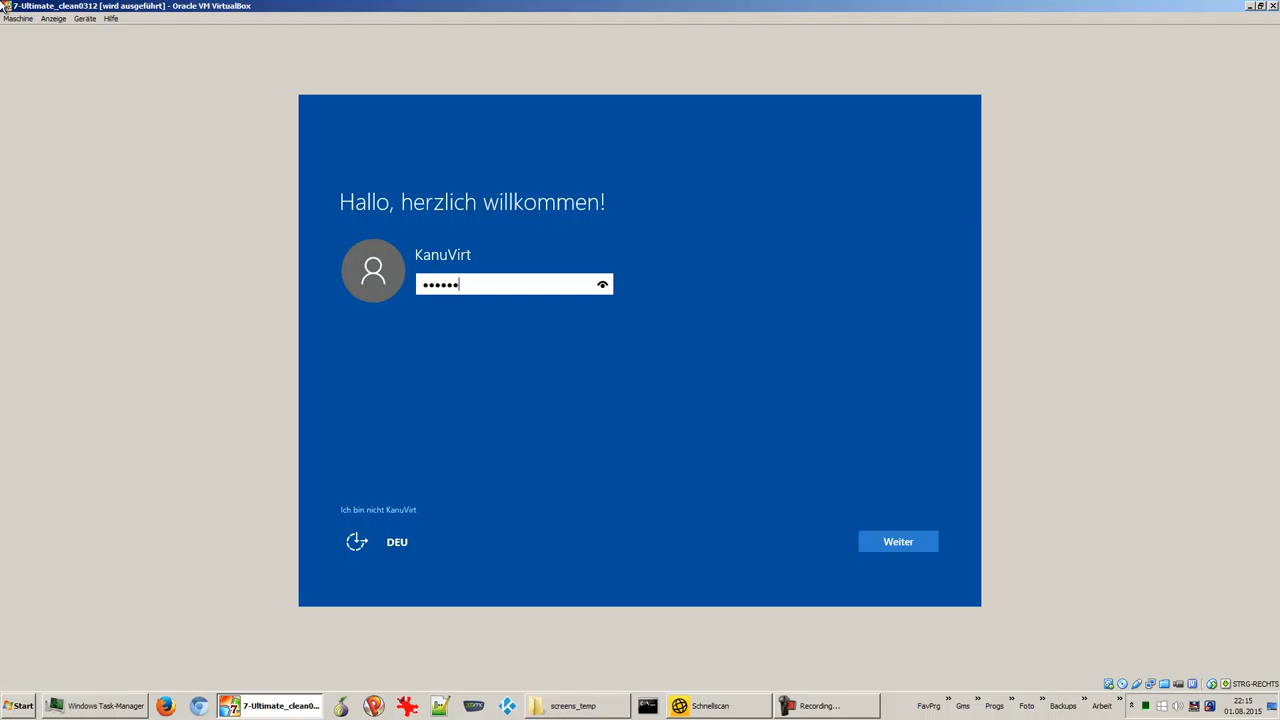 7-Ultimate_clean0312 [wird ausgeführt] - Oracle VM VirtualBox
Maschine Anzeige Geräte Hilfe
Hallo, herzlich willkommen!
KanuVirt
Ich bin nicht KanuVirt
DEU
Weiter
STRG-RECHTS
Start Windows Task-Manager 7-Ultimate_clean0... screens_temp Schnellscan Recording... FavPrg » Gms » Progs » Foto » Backups » Arbeit » 22:15
01.08.2015